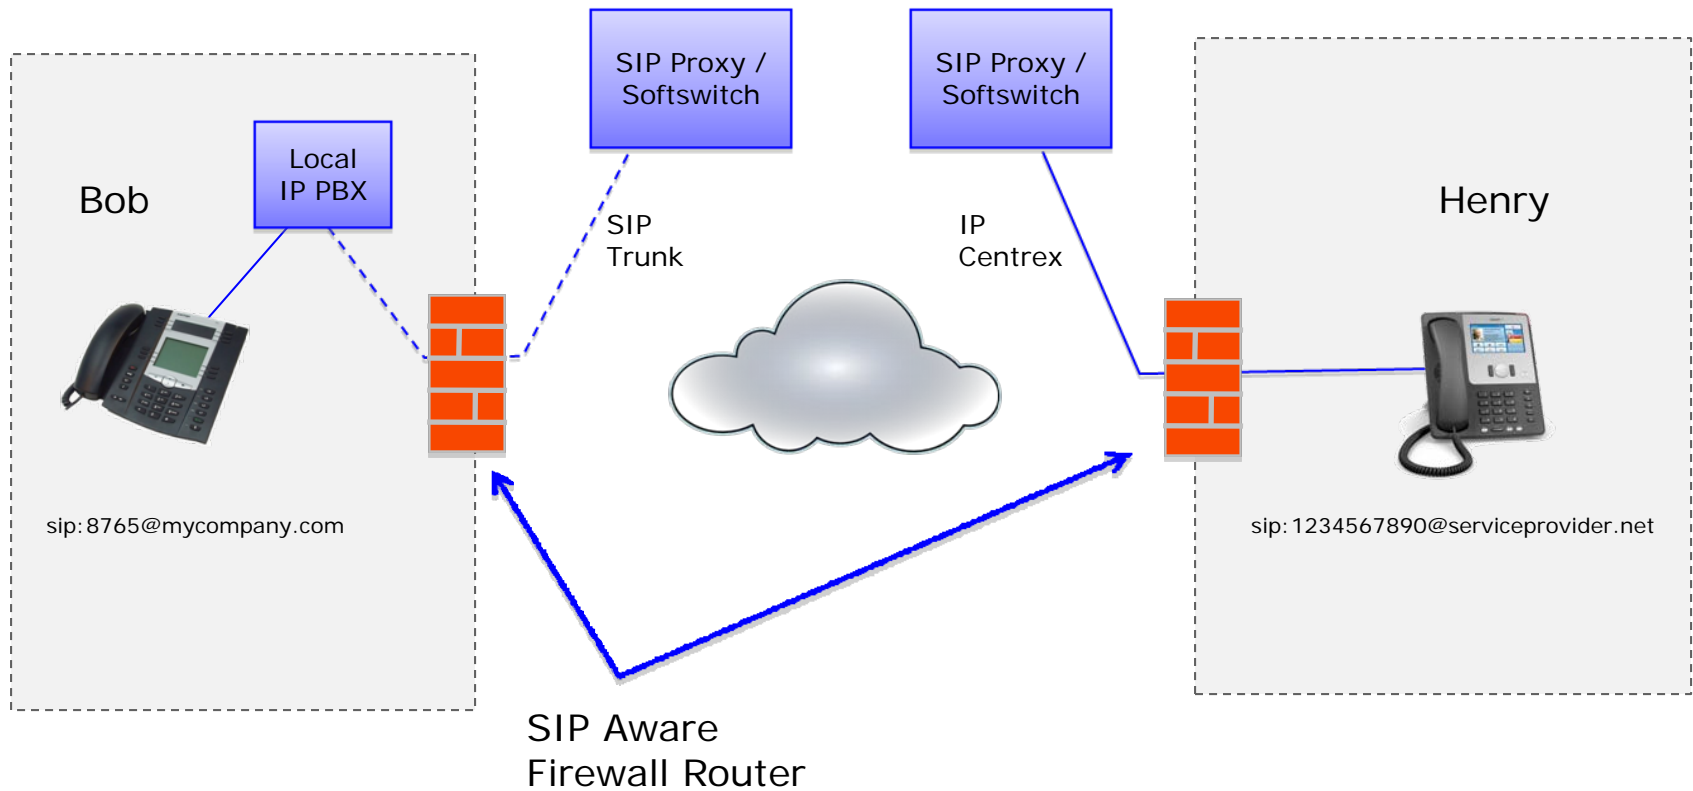 SIP Proxy /
Softswitch
SIP Proxy /
Softswitch
Local
IP PBX
Bob
Henry
SIP
Trunk
IP
Centrex
sip:8765@mycompany.com
sip:1234567890@serviceprovider.net
SIP Aware
Firewall Router